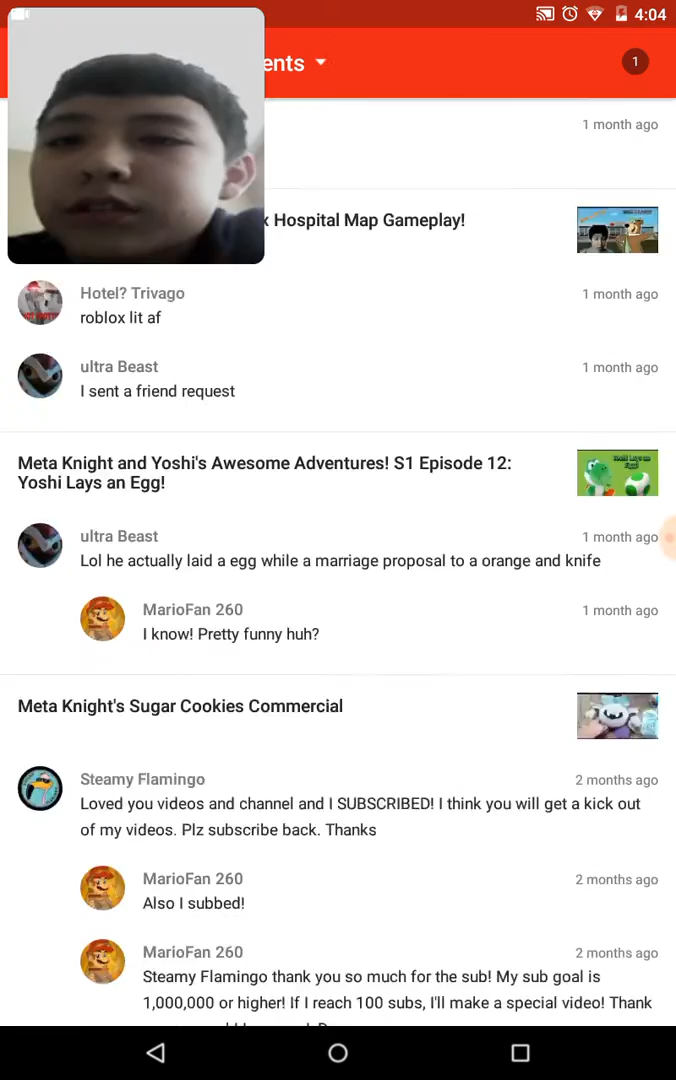 4:04
ents
1
1 month ago
Hospital Map Gameplay!
Hotel? Trivago
1 month ago
roblox lit af
ultra Beast
1 month ago
I sent a friend request
Meta Knight and Yoshi's Awesome Adventures! S1 Episode 12:
Yoshi Lays an Egg!
Yoshi Lays an
Egg!
ultra Beast
1 month ago
Lol he actually laid a egg while a marriage proposal to a orange and knife
MarioFan 260
1 month ago
I know! Pretty funny huh?
Meta Knight's Sugar Cookies Commercial
Steamy Flamingo
2 months ago
Loved you videos and channel and I SUBSCRIBED! I think you will get a kick out
of my videos. Plz subscribe back. Thanks
MarioFan 260
2 months ago
Also I subbed!
MarioFan 260
2 months ago
Steamy Flamingo thank you so much for the sub! My sub goal is
1,000,000 or higher! If I reach 100 subs, I'll make a special video! Thank